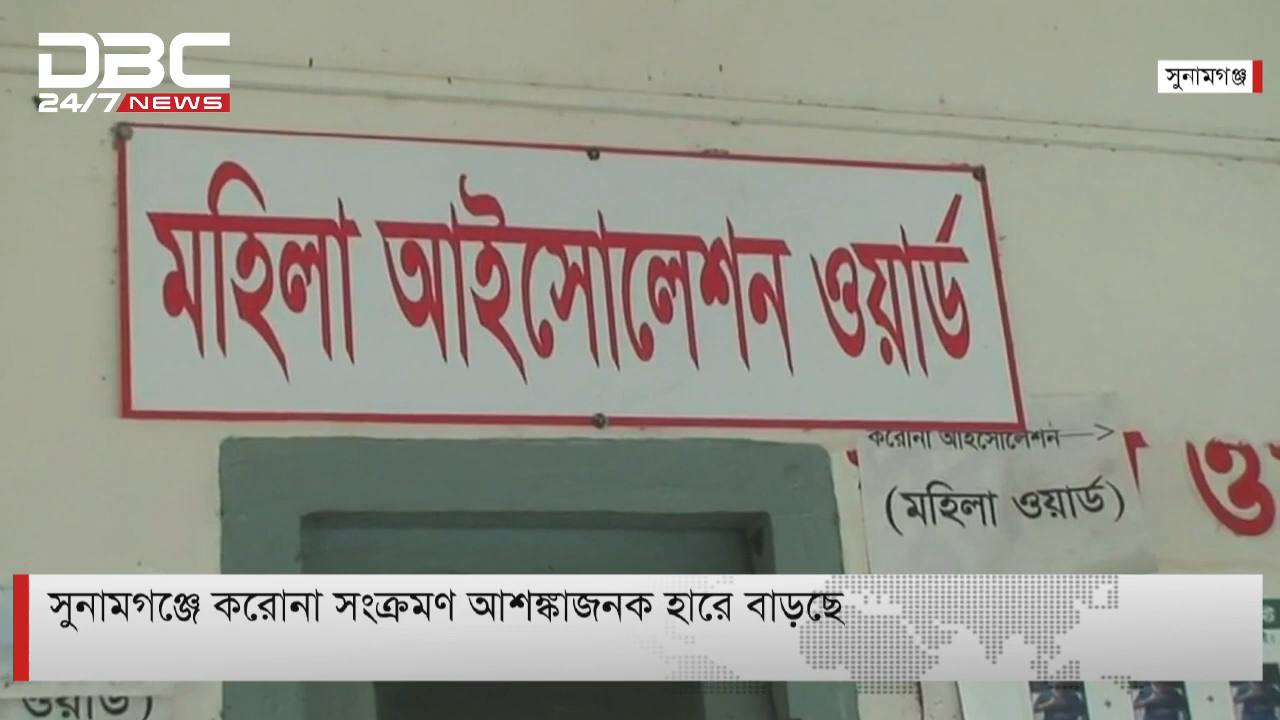 DBC
24/7 NEWS
সুনামগঞ্জ
মহিলা আইসোলেশন ওয়ার্ড
করোনা আইসোলেশন
(মহিলা ওয়ার্ড)
সুনামগঞ্জে করোনা সংক্রমণ আশঙ্কাজনক হারে বাড়ছে
ওয়ার্ড)